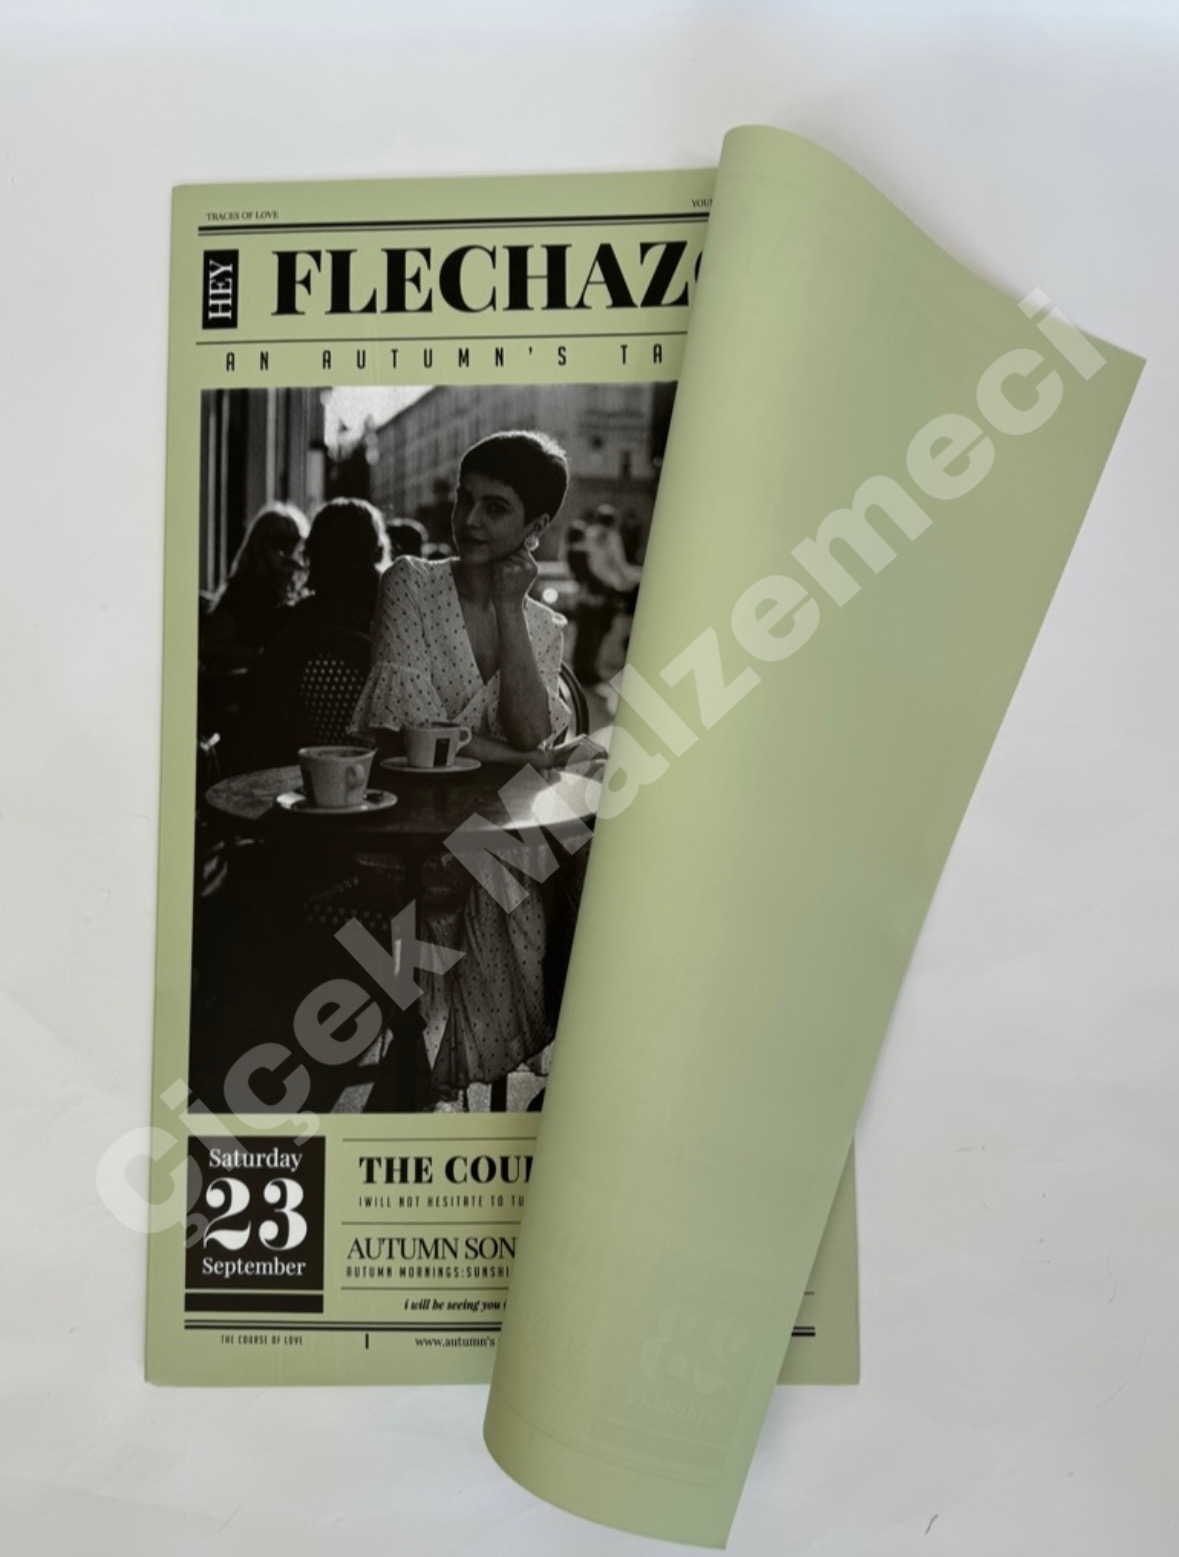 TRACES OF LOVE
HEY
FLECHAZ
AN AUTUMN'S TA
Saturday
23
September
THE COU
IWILL NOT HESITATE TO TU
AUTUMN SON
AUTUMN MORNINGS:SUNSHI
i will be seeing you i
THE COURSE OF LOVE
www.autumn's
Çiçek Malzemeci